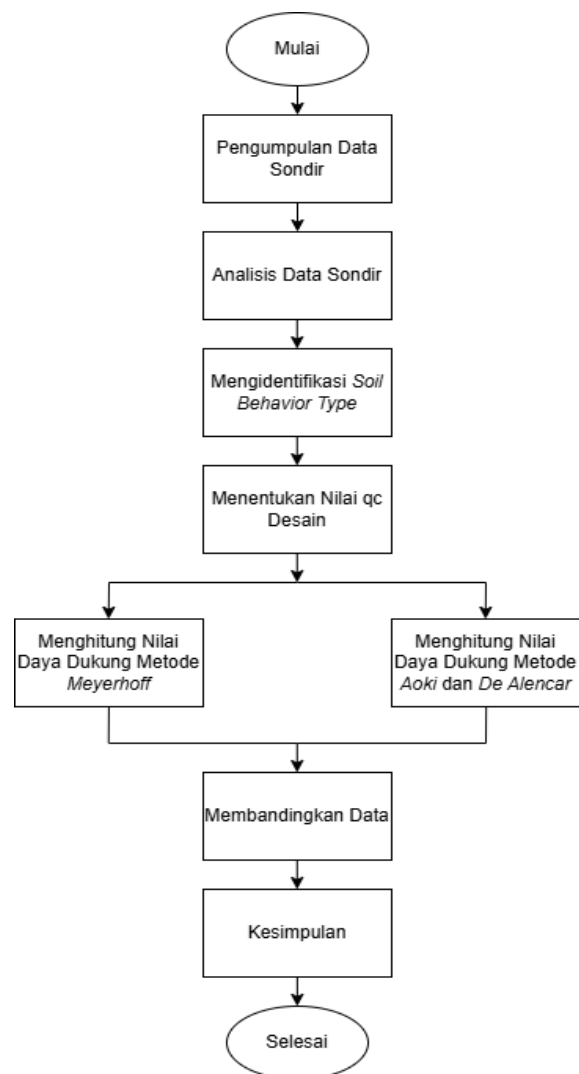 Mulai
Pengumpulan Data
Sondir
Analisis Data Sondir
Mengidentifikasi Soil
Behavior Type
Menentukan Nilai qc
Desain
Menghitung Nilai
Daya Dukung Metode
Meyerhoff
Menghitung Nilai
Daya Dukung Metode
Aoki dan De Alencar
Membandingkan Data
Kesimpulan
Selesai